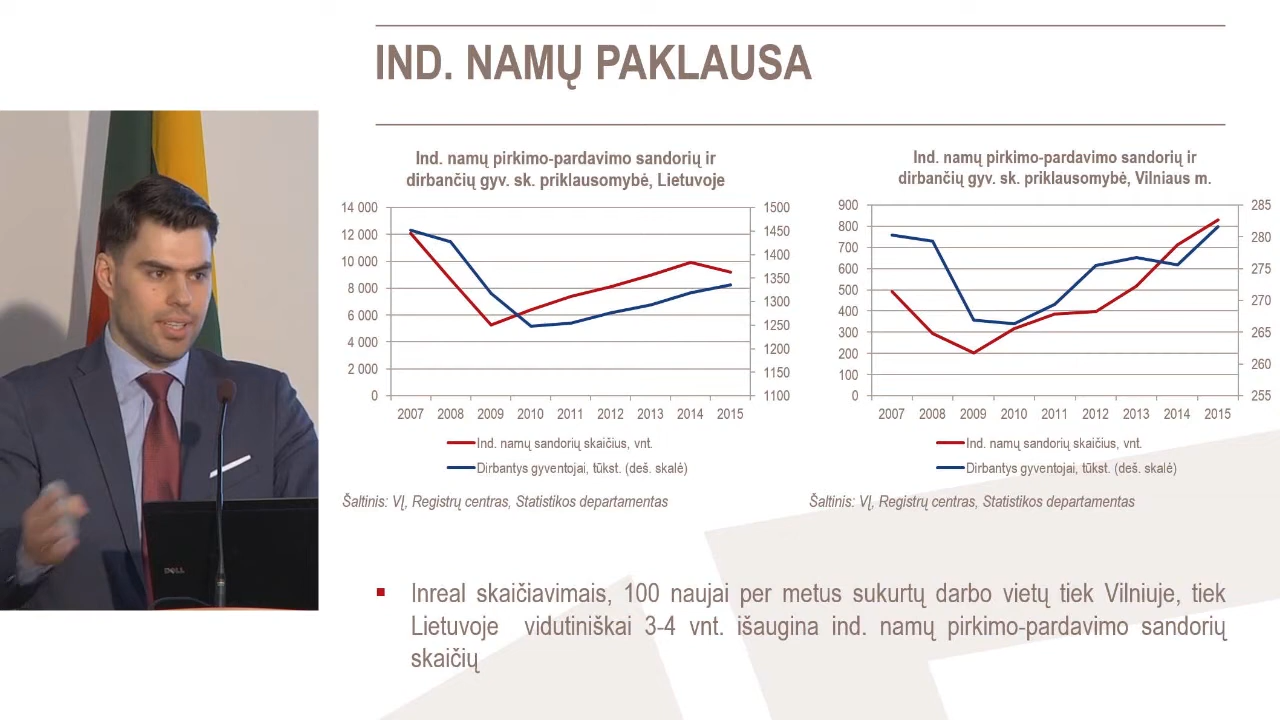 IND. NAMŲ PAKLAUSA
Ind. namų pirkimo-pardavimo sandorių ir
dirbančių gyv. sk. priklausomybė, Lietuvoje
14 000
12 000
10 000
8 000
6 000
4 000
2 000
0
1500
1450
1400
1350
1300
1250
1200
1150
1100
2007 2008 2009 2010 2011 2012 2013 2014 2015
Ind. namų sandorių skaičius, vnt.
Dirbantys gyventojai, tūkst. (deš. skalė)
Šaltinis: VĮ, Registrų centras, Statistikos departamentas
Ind. namų pirkimo-pardavimo sandorių ir
dirbančių gyv. sk. priklausomybė, Vilniaus m.
900
800
700
600
500
400
300
200
100
0
285
280
275
270
265
260
255
2007 2008 2009 2010 2011 2012 2013 2014 2015
Ind. namų sandorių skaičius, vnt.
Dirbantys gyventojai, tūkst. (deš. skalė)
Šaltinis: VĮ, Registrų centras, Statistikos departamentas
DELL
Inreal skaičiavimais, 100 naujai per metus sukurtų darbo vietų tiek Vilniuje, tiek
Lietuvoje vidutiniškai 3-4 vnt. išaugina ind. namų pirkimo-pardavimo sandorių
skaičių